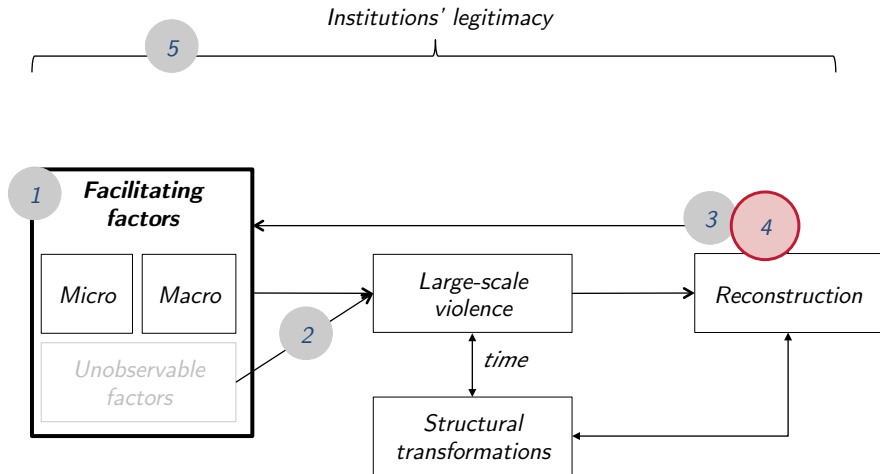 Institutions' legitimacy
5
1
Facilitating
factors
3
4
Micro
Macro
Large-scale
violence
Reconstruction
2
Unobservable
factors
time
Structural
transformations